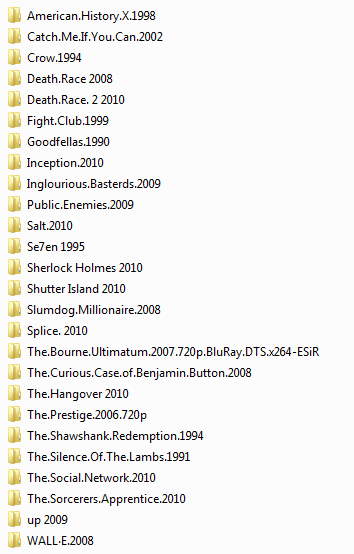 American.History.X.1998
Catch.Me.If.You.Can.2002
Crow.1994
Death.Race 2008
Death.Race. 2 2010
Fight.Club.1999
Goodfellas.1990
Inception.2010
Inglourious.Basterds.2009
Public.Enemies.2009
Salt.2010
Se7en 1995
Sherlock Holmes 2010
Shutter Island 2010
Slumdog.Millionaire.2008
Splice. 2010
The.Bourne.Ultimatum.2007.720p.BluRay.DTS.x264-ESiR
The.Curious.Case.of.Benjamin.Button.2008
The.Hangover 2010
The.Prestige.2006.720p
The.Shawshank.Redemption.1994
The.Silence.Of.The.Lambs.1991
The.Social.Network.2010
The.Sorcerers.Apprentice.2010
up 2009
WALL·E.2008